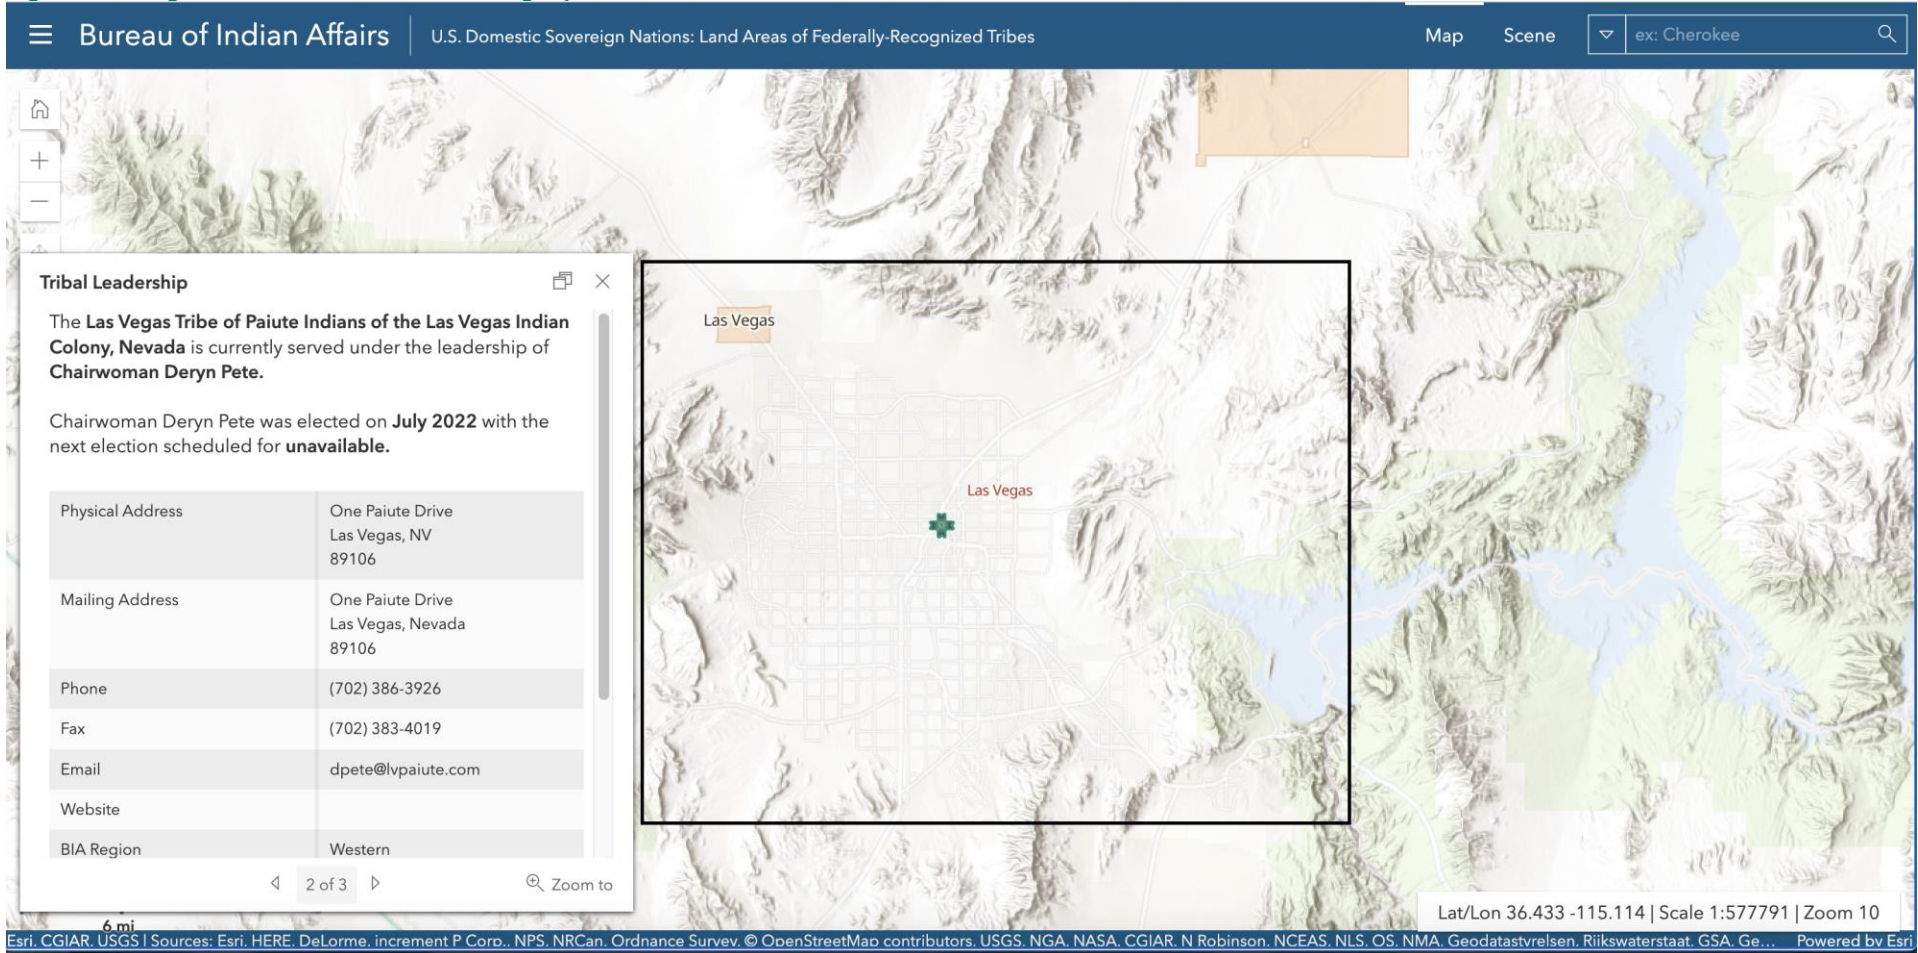 Bureau of Indian Affairs
U.S. Domestic Sovereign Nations: Land Areas of Federally-Recognized Tribes
Map
Scene
ex: Cherokee
Tribal Leadership
The Las Vegas Tribe of Paiute Indians of the Las Vegas Indian
Colony, Nevada is currently served under the leadership of
Chairwoman Deryn Pete.
Chairwoman Deryn Pete was elected on July 2022 with the
next election scheduled for unavailable.
Physical Address
One Paiute Drive
Las Vegas, NV
89106
Mailing Address
One Paiute Drive
Las Vegas, Nevada
89106
Phone
(702) 386-3926
Fax
(702) 383-4019
Email
dpete@lvpaiute.com
Website
BIA Region
Western
2 of 3
Zoom to
Las Vegas
Las Vegas
6 mi
Lat/Lon 36.433 -115.114 | Scale 1:577791 | Zoom 10
Esri, CGIAR, USGS | Sources: Esri, HERE, DeLorme, increment P Corp., NPS, NRCan, Ordnance Survey, © OpenStreetMap contributors, USGS, NGA, NASA, CGIAR, N Robinson, NCEAS, NLS, OS, NMA, Geodatastyrelsen, Rijkswaterstaat, GSA, Ge...
Powered by Esri